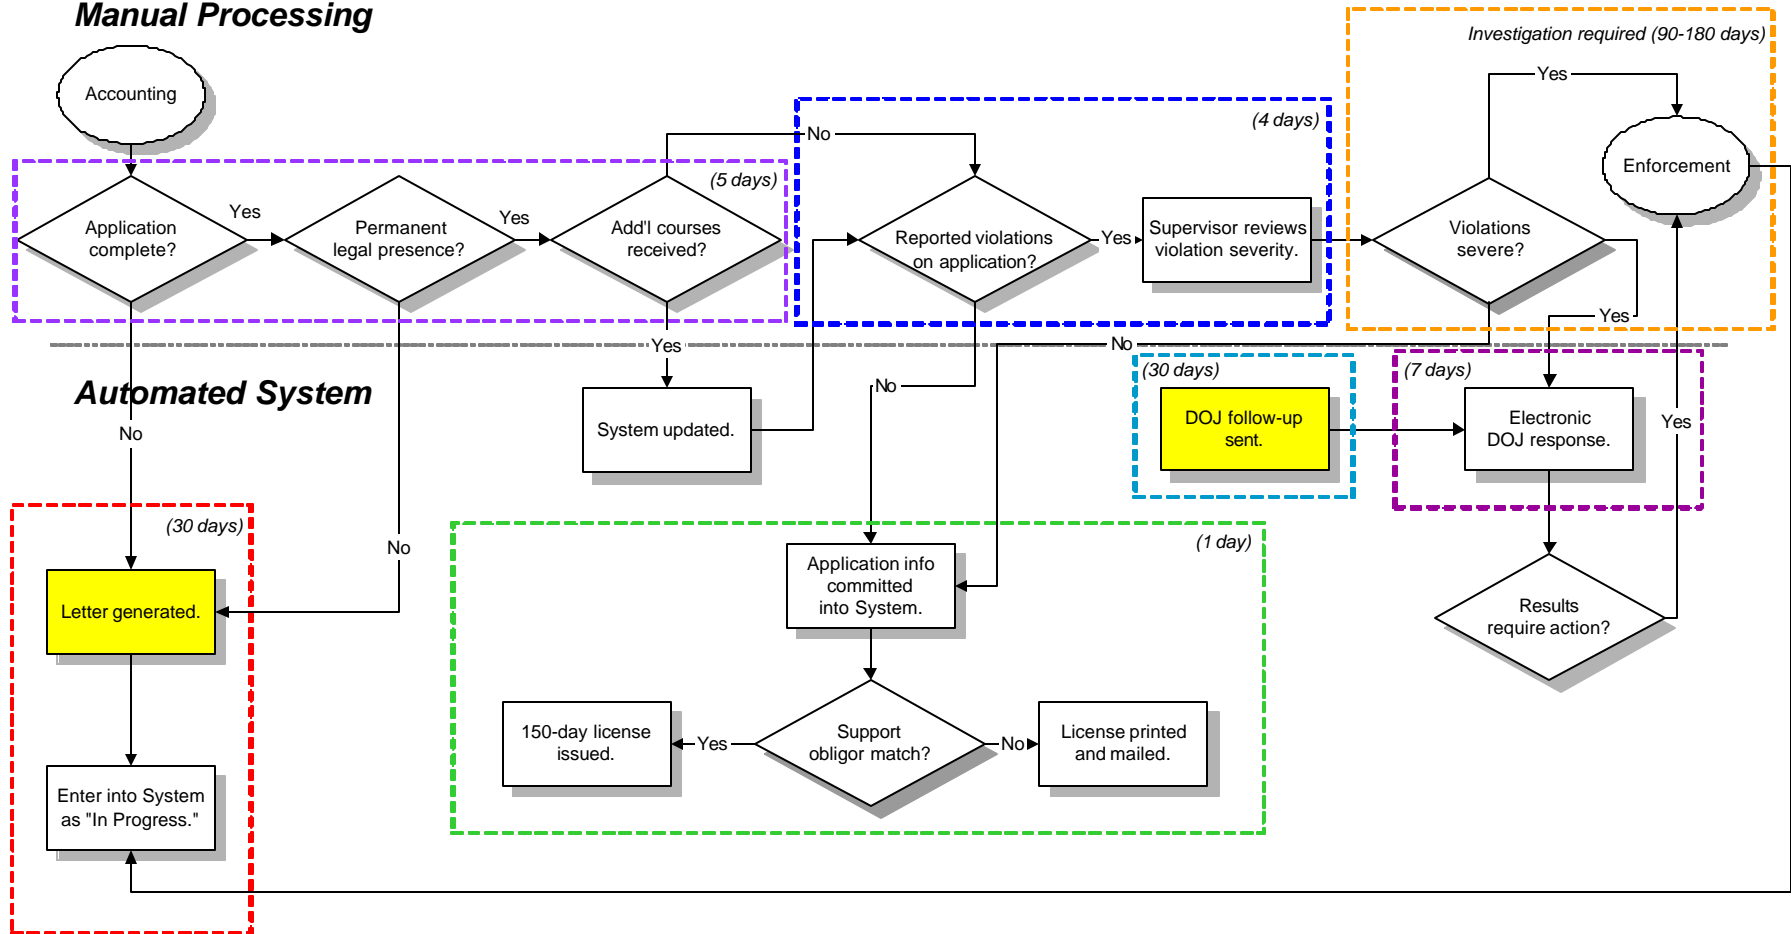 Manual Processing
Investigation required (90-180 days)
Yes
Accounting
(4 days)
No
Enforcement
(5 days)
Application
complete?
Yes
Permanent
legal presence?
Yes
Add'l courses
received?
Reported violations
on application?
Yes
Supervisor reviews
violation severity.
Violations
severe?
Yes
Yes
No
Automated System
No
(30 days)
(7 days)
No
System updated.
DOJ follow-up
sent.
Electronic
DOJ response.
Yes
(30 days)
No
(1 day)
Letter generated.
Application info
committed
into System.
Results
require action?
150-day license
issued.
Yes
Support
obligor match?
No
License printed
and mailed.
Enter into System
as "In Progress."